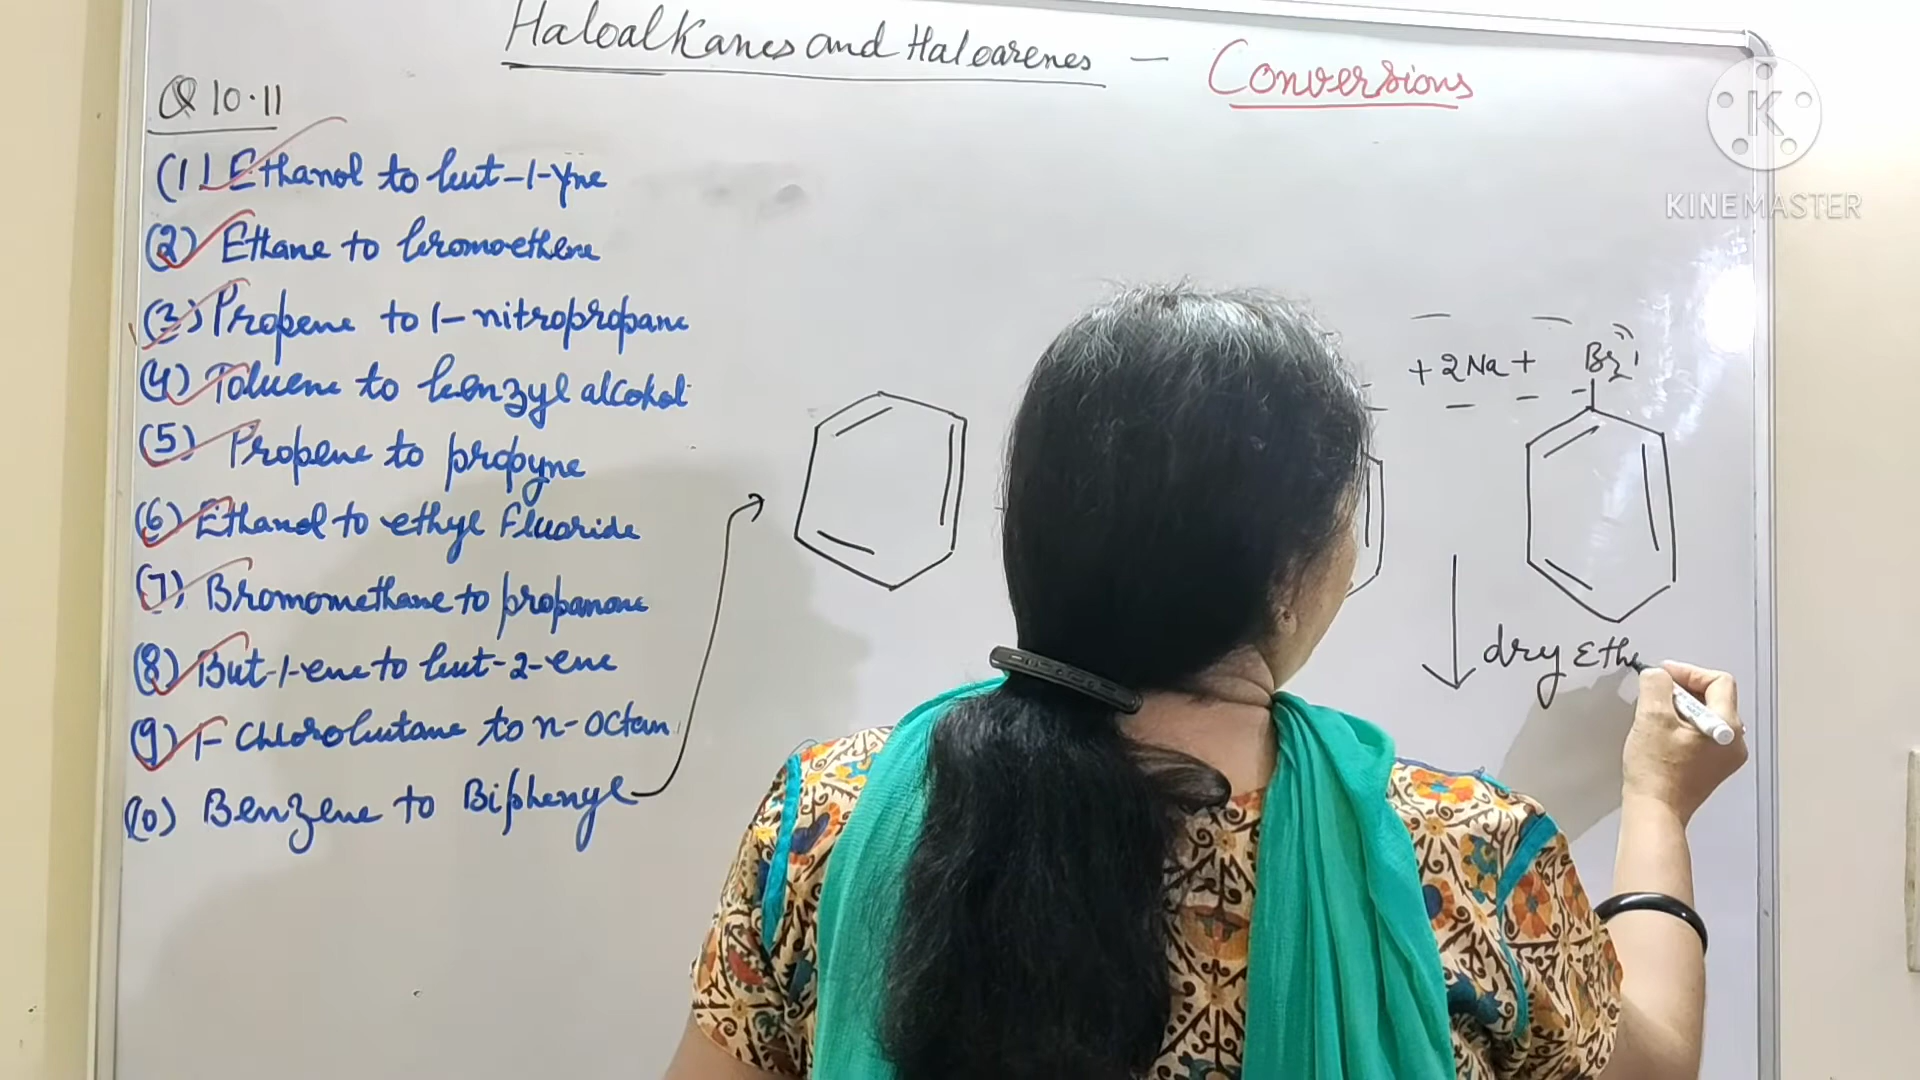 Haloalkanes and Haloarenes - Conversions
Q 10.11
(1) Ethanol to but-1-yne
(2) Ethane to bromoethene
(3) Propene to 1-nitropropane
(4) Toluene to benzyl alcohol
(5) Propene to propyne
(6) Ethanol to ethyl fluoride
(7) Bromomethane to propanone
(8) But-1-ene to but-2-ene
(9) 1-Chlorobutane to n-octan
(10) Benzene to Biphenyl
+ 2Na + Br
dry Ethe
K
KINEMASTER